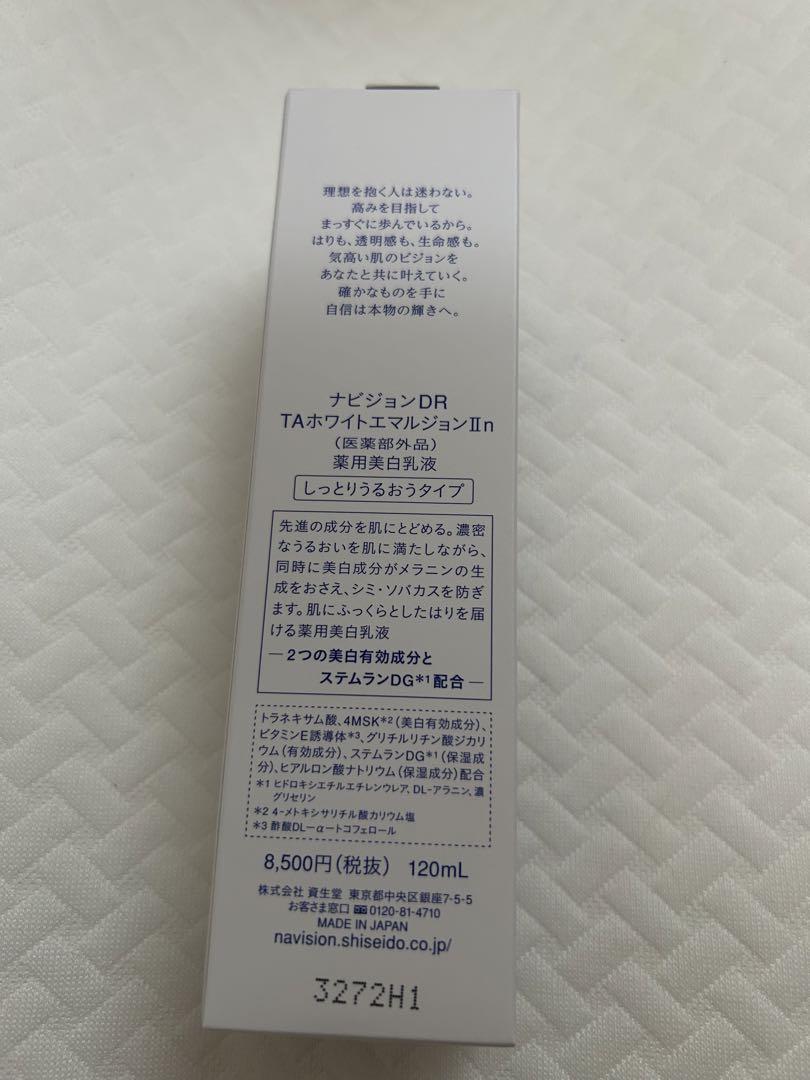 理想を抱く人は迷わない。
高みを目指して
まっすぐに歩んでいるから。
はりも、透明感も、生命感も。
気高い肌のビジョンを
あなたと共に叶えていく。
確かなものを手に
自信は本物の輝きへ。
ナビジョンDR
TAホワイトエマルジョンⅡn
（医薬部外品）
薬用美白乳液
しっとりうるおうタイプ
先進の成分を肌にとどめる。濃密
なうるおいを肌に満たしながら、
同時に美白成分がメラニンの生
成をおさえ、シミ・ソバカスを防ぎ
ます。肌にふっくらとしたはりを届
ける薬用美白乳液
―2つの美白有効成分と
ステムランDG*1配合―
トラネキサム酸、4MSK*2（美白有効成分）、
ビタミンE誘導体*3、グリチルリチン酸ジカリ
ウム（有効成分）、ステムランDG*1（保湿成
分）、ヒアルロン酸ナトリウム（保湿成分）配合
*1 ヒドロキシエチルエチレンウレア、DL-アラニン、濃
グリセリン
*2 4-メトキシサリチル酸カリウム塩
*3 酢酸DL-α-トコフェロール
8,500円（税抜） 120mL
株式会社 資生堂 東京都中央区銀座7-5-5
お客さま窓口 0120-81-4710
MADE IN JAPAN
navision.shiseido.co.jp/
3272H1